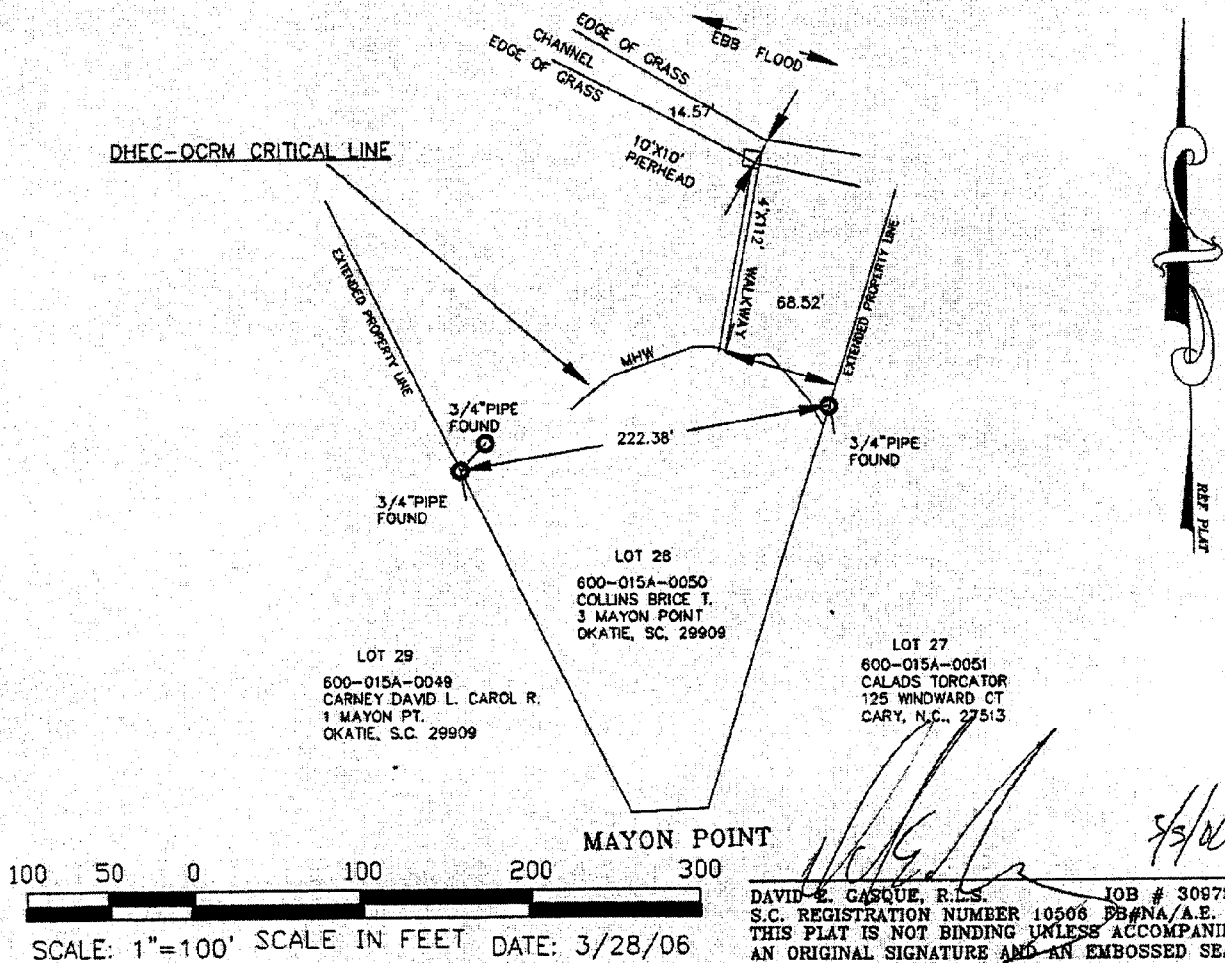 EDGE OF GRASS
CHANNEL
EDGE OF GRASS
EBB FLOOD
14.57'
10'X10'
PIERHEAD
DHEC-OCRM CRITICAL LINE
EXTENDED PROPERTY LINE
4'X112' WALKWAY
68.52'
EXTENDED PROPERTY LINE
MHW
3/4"PIPE
FOUND
222.38'
3/4"PIPE
FOUND
3/4"PIPE
FOUND
REF PLAT
LOT 28
600-015A-0050
COLLINS BRICE T.
3 MAYON POINT
OKATIE, SC, 29909
LOT 29
600-015A-0049
CARNEY DAVID L. CAROL R.
1 MAYON PT.
OKATIE, S.C. 29909
LOT 27
600-015A-0051
CALADS TORCATOR
125 WINDWARD CT
CARY, N.C., 27513
MAYON POINT
100 50 0 100 200 300
SCALE: 1"=100' SCALE IN FEET DATE: 3/28/06
DAVID E. GASQUE, R.L.S. JOB # 30978
S.C. REGISTRATION NUMBER 10506 FB#NA/A.E.
THIS PLAT IS NOT BINDING UNLESS ACCOMPANI
AN ORIGINAL SIGNATURE AND AN EMBOSSED SE